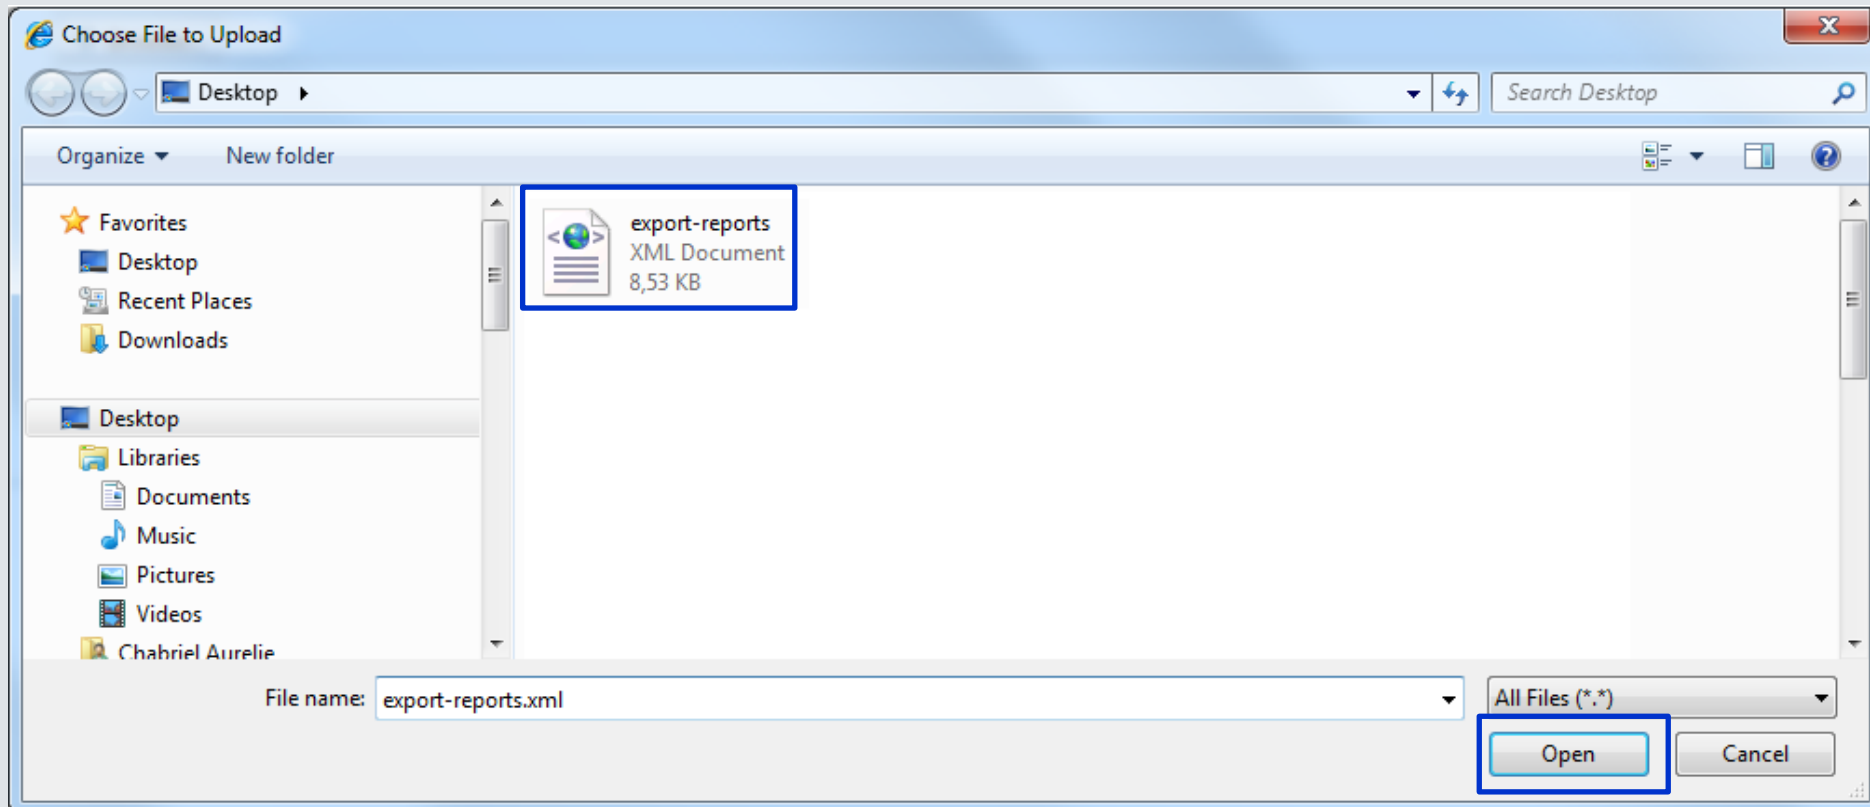 Choose File to Upload
Desktop
Search Desktop
Organize
New folder
Favorites
Desktop
Recent Places
Downloads
Desktop
Libraries
Documents
Music
Pictures
Videos
Chabriel Aurelie
export-reports
XML Document
8,53 KB
File name:
export-reports.xml
All Files (*.*)
Open
Cancel